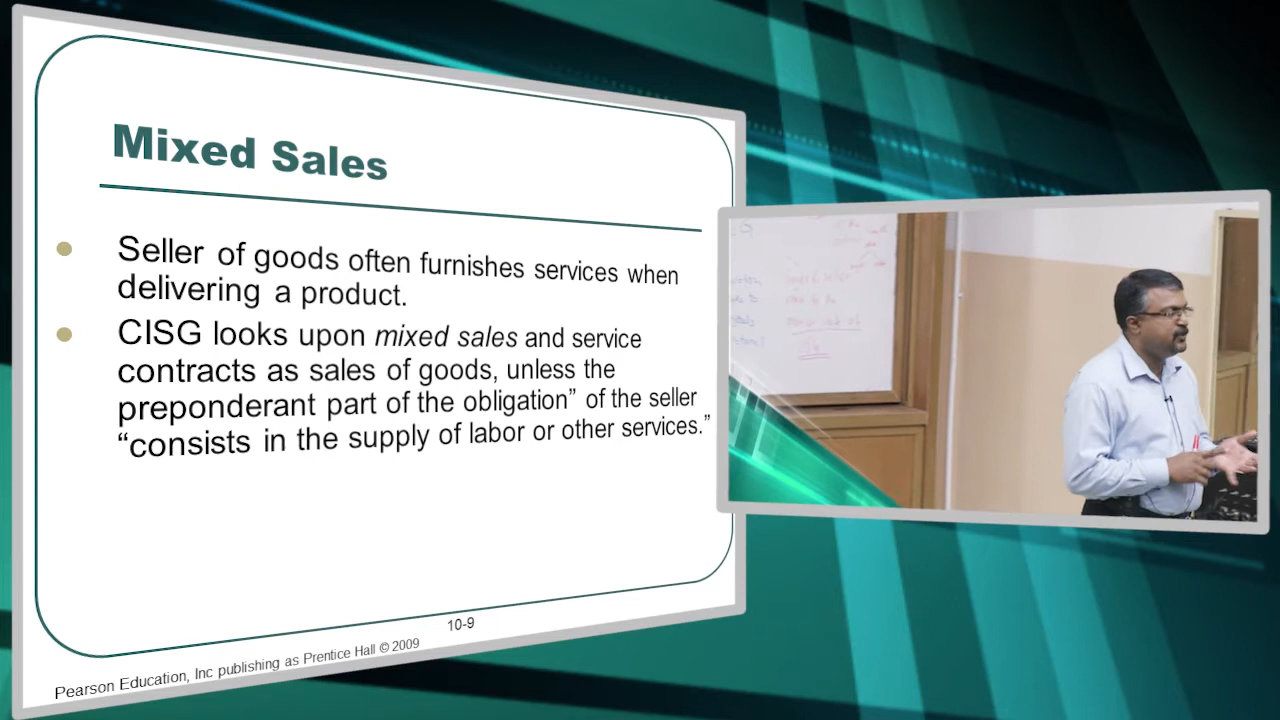 Mixed Sales
Seller of goods often furnishes services when
delivering a product.
CISG looks upon mixed sales and service
contracts as sales of goods, unless the
preponderant part of the obligation” of the seller
“consists in the supply of labor or other services.”
10-9
Pearson Education, Inc publishing as Prentice Hall © 2009